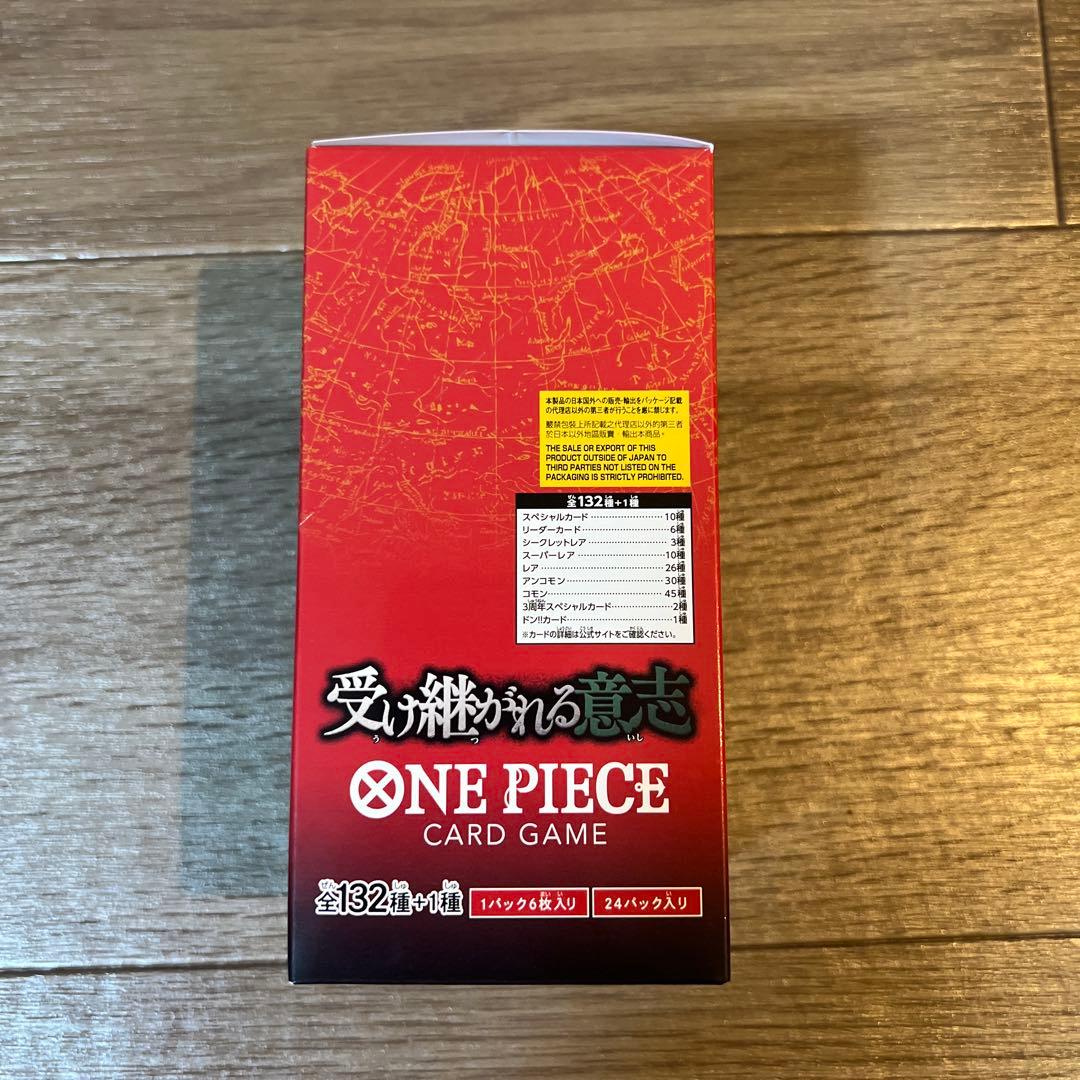 本製品の日本国外への販売・輸出をパッケージ記載
の代理店以外の第三者が行うことを厳に禁じます。
嚴禁包裝上所記載之代理店以外的第三者
於日本以外地區販賣、輸出本商品。
THE SALE OR EXPORT OF THIS
PRODUCT OUTSIDE OF JAPAN TO
THIRD PARTIES NOT LISTED ON THE
PACKAGING IS STRICTLY PROHIBITED.
全132種+1種
スペシャルカード……………………10種
リーダーカード………………………6種
シークレットレア……………………3種
スーパーレア…………………………10種
レア……………………………………26種
アンコモン……………………………30種
コモン…………………………………45種
3周年スペシャルカード………………2種
ドン!!カード…………………………1種
※カードの詳細は公式サイトをご確認ください。
受け継がれる意志
ONE PIECE
CARD GAME
全132種+1種 1パック6枚入り 24パック入り